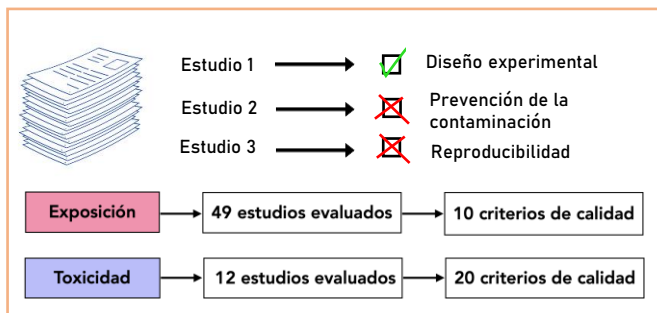 Estudio 1 Diseño experimental
Estudio 2 Prevención de la
contaminación
Estudio 3 Reproducibilidad
Exposición 49 estudios evaluados 10 criterios de calidad
Toxicidad 12 estudios evaluados 20 criterios de calidad